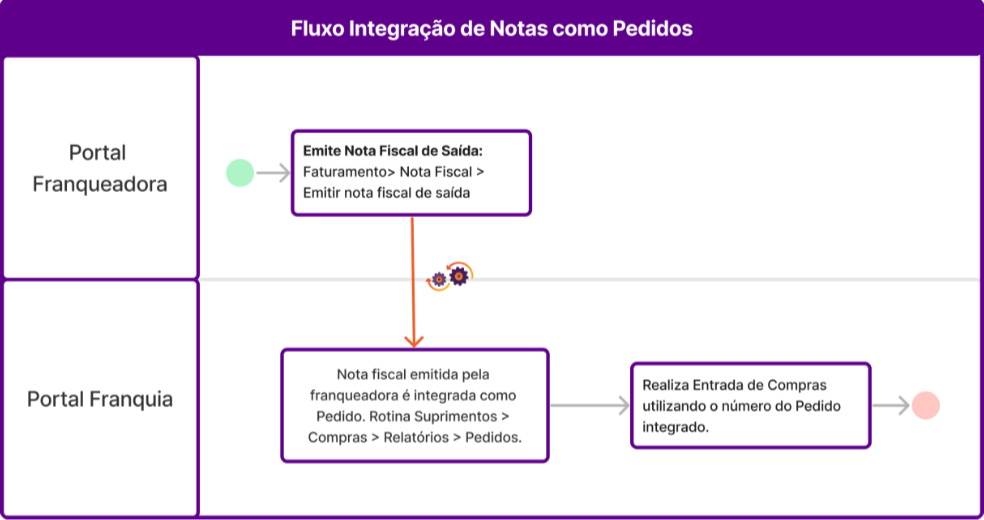 Fluxo Integração de Notas como Pedidos
Portal
Franqueadora
Emite Nota Fiscal de Saída:
Faturamento> Nota Fiscal >
Emitir nota fiscal de saída
Portal Franquia
Nota fiscal emitida pela
franqueadora é integrada como
Pedido. Rotina Suprimentos >
Compras > Relatórios > Pedidos.
Realiza Entrada de Compras
utilizando o número do Pedido
integrado.